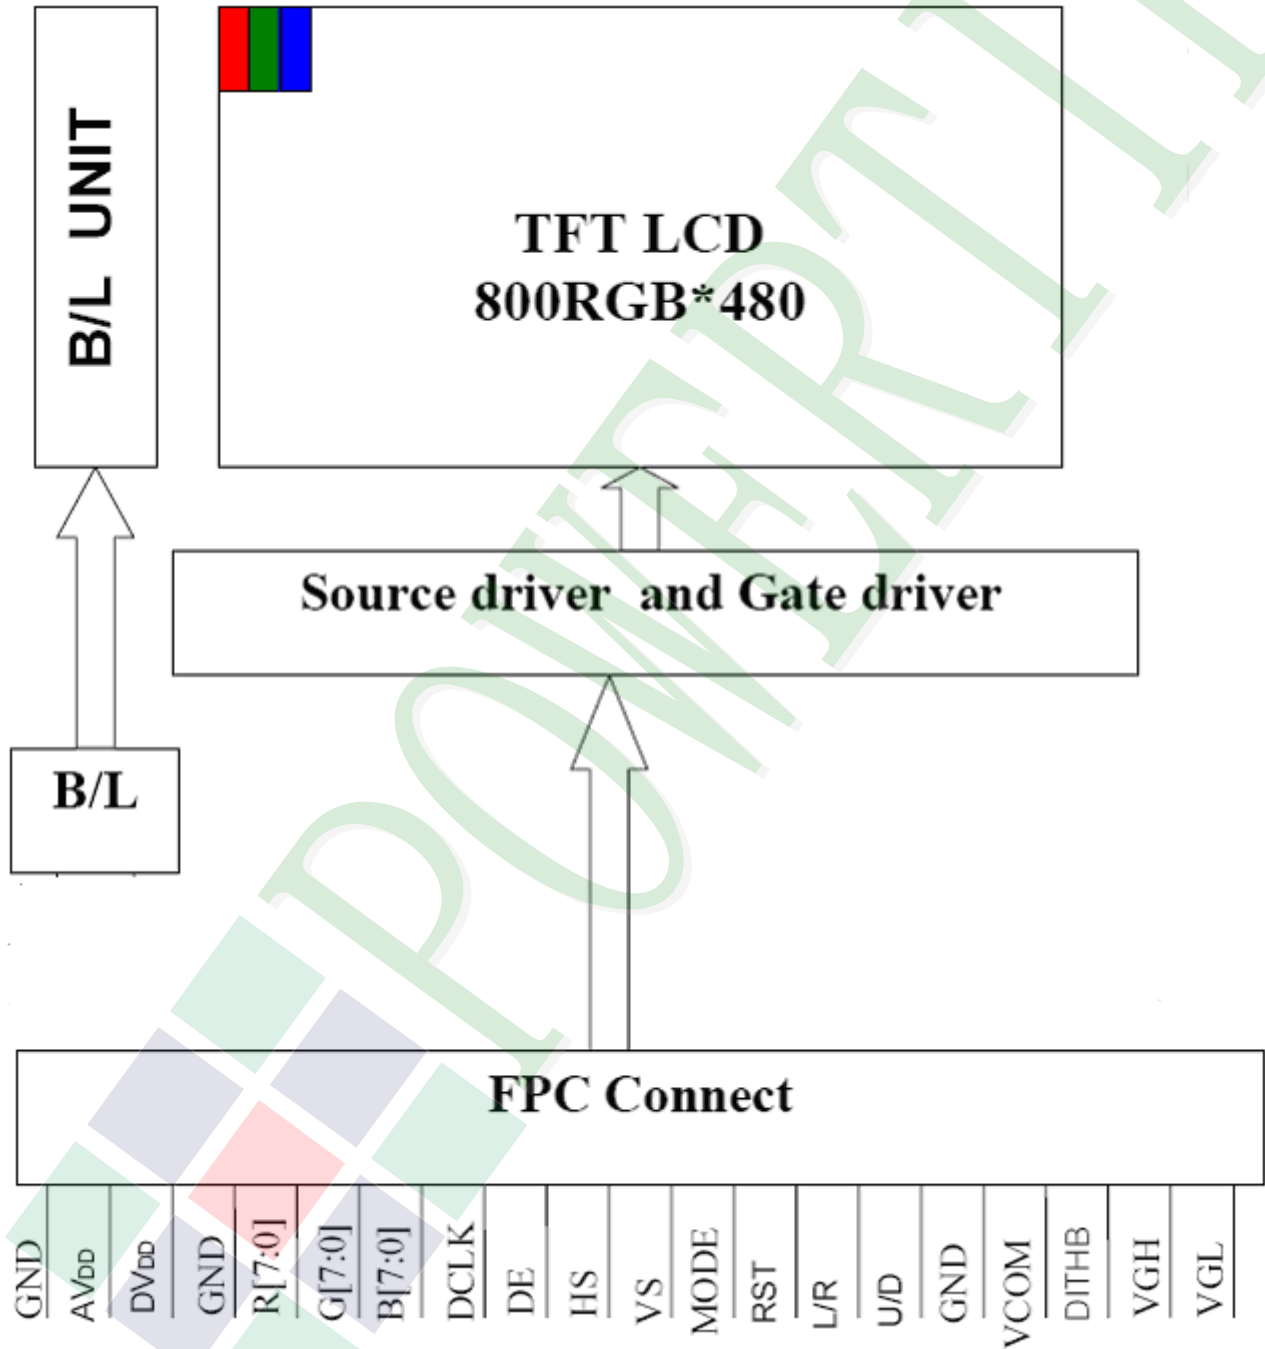 B/L UNIT
TFT LCD
800RGB*480
Source driver and Gate driver
B/L
FPC Connect
GND
AVDD
DVDD
GND
R[7:0]
G[7:0]
B[7:0]
DCLK
DE
HS
VS
MODE
RST
L/R
U/D
GND
VCOM
DITHB
VGH
VGL
POWERTI